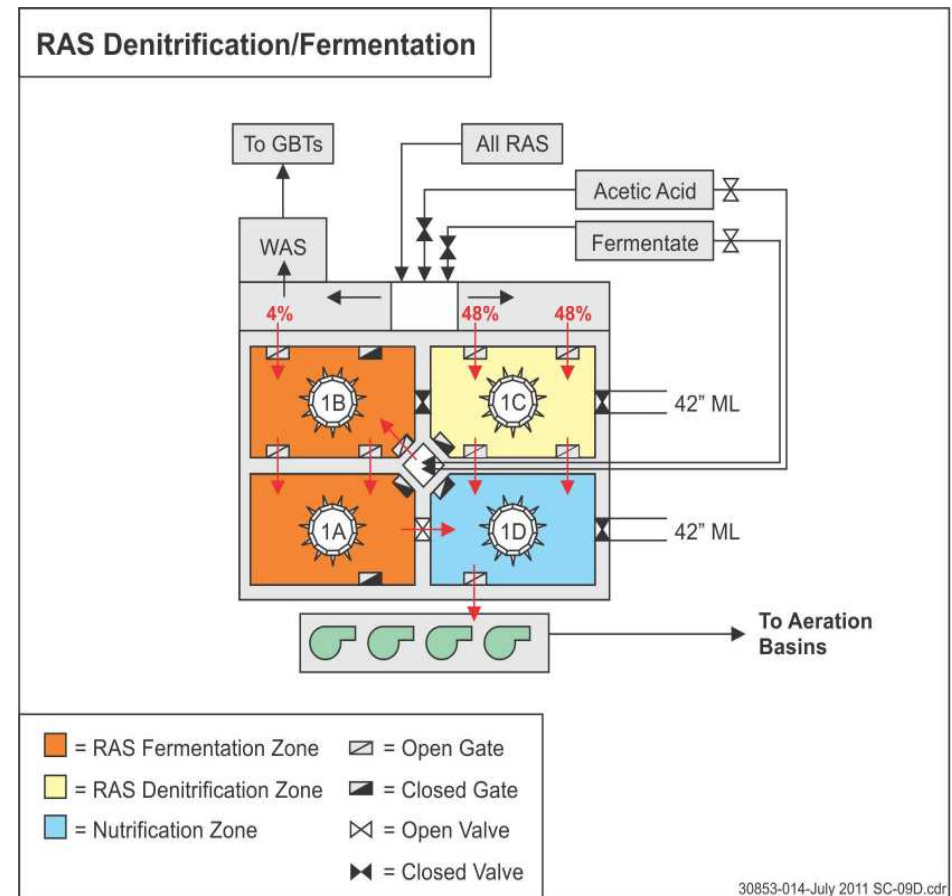 RAS Denitrification/Fermentation
To GBTs
All RAS
Acetic Acid
Fermentate
WAS
4%
48%
48%
1B
1C
42” ML
1A
1D
42” ML
To Aeration
Basins
= RAS Fermentation Zone
= Open Gate
= RAS Denitrification Zone
= Closed Gate
= Nutrification Zone
= Open Valve
= Closed Valve
30853-014-July 2011 SC-09D.cdr